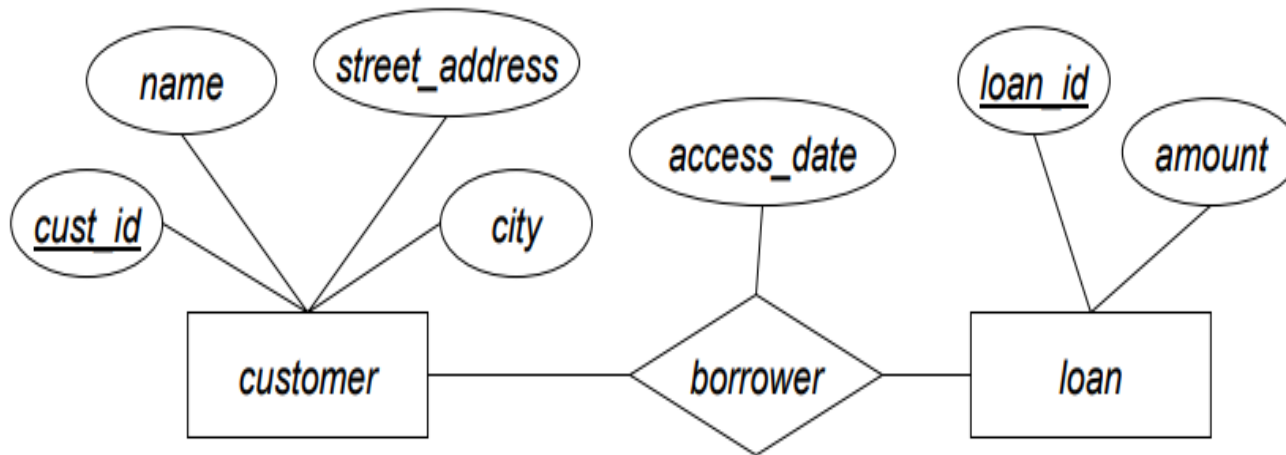 name
street_address
loan_id
access_date
amount
cust_id
city
customer
borrower
loan